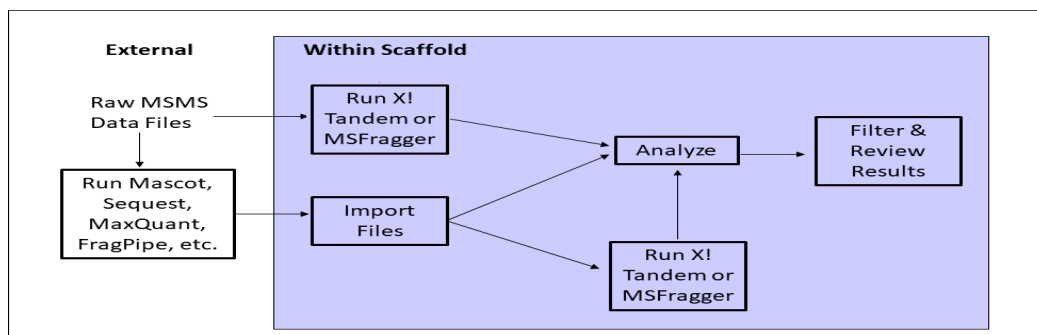 External
Within Scaffold
Raw MSMS
Data Files
Run X!
Tandem or
MSFragger
Analyze
Filter &
Review
Results
Run Mascot,
Sequest,
MaxQuant,
FragPipe, etc.
Import
Files
Run X!
Tandem or
MSFragger